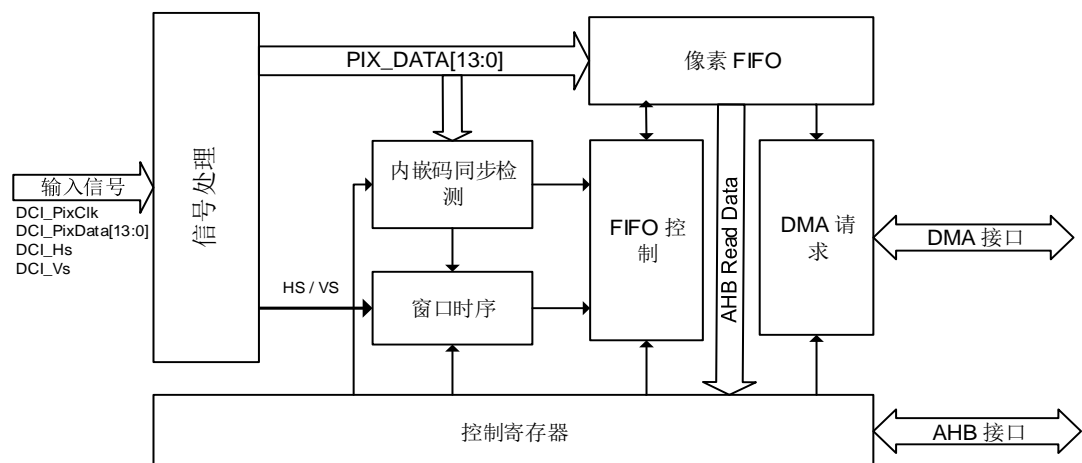 PIX_DATA[13:0]
像素 FIFO
输入信号
DCI_PixClk
DCI_PixData[13:0]
DCI_Hs
DCI_Vs
信号处理
内嵌码同步检
测
HS / VS
窗口时序
FIFO 控
制
AHB Read Data
DMA 请
求
DMA 接口
控制寄存器
AHB 接口